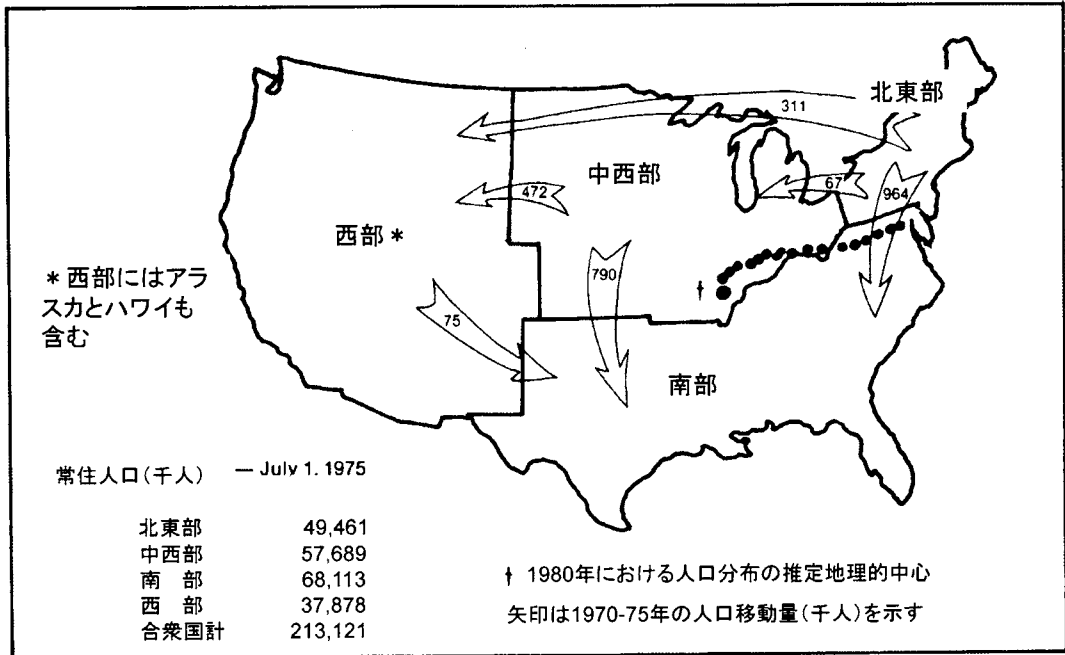 北東部
311
中西部
67
964
472
西部*
790
*西部にはアラ
スカとハワイも
含む
75
南部
常住人口(千人) — July 1. 1975
北東部 49,461
中西部 57,689
南 部 68,113
西 部 37,878
合衆国計 213,121
† 
† 1980年における人口分布の推定地理的中心
矢印は1970-75年の人口移動量(千人)を示す